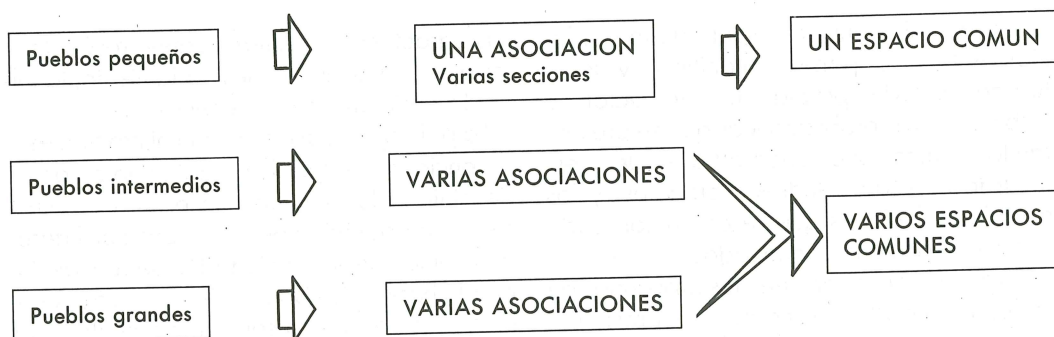 Pueblos pequeños
UNA ASOCIACION
Varias secciones
UN ESPACIO COMUN
Pueblos intermedios
VARIAS ASOCIACIONES
VARIOS ESPACIOS
COMUNES
Pueblos grandes
VARIAS ASOCIACIONES